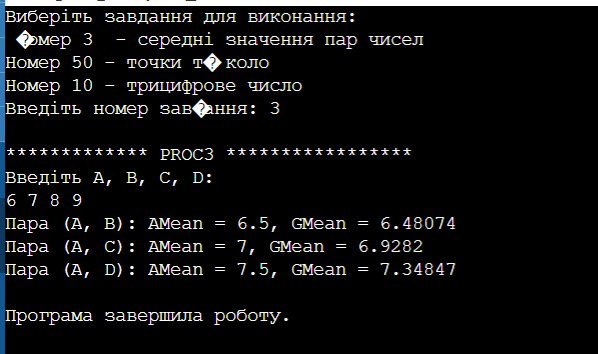 Виберіть завдання для виконання:
�омер 3  - середні значення пар чисел
Номер 50 - точки т�коло
Номер 10 - трицифрове число
Введіть номер зав�ання: 3
************* PROC3 *****************
Введіть A, B, C, D:
6 7 8 9
Пара (A, B): AMean = 6.5, GMean = 6.48074
Пара (A, C): AMean = 7, GMean = 6.9282
Пара (A, D): AMean = 7.5, GMean = 7.34847
Програма завершила роботу.